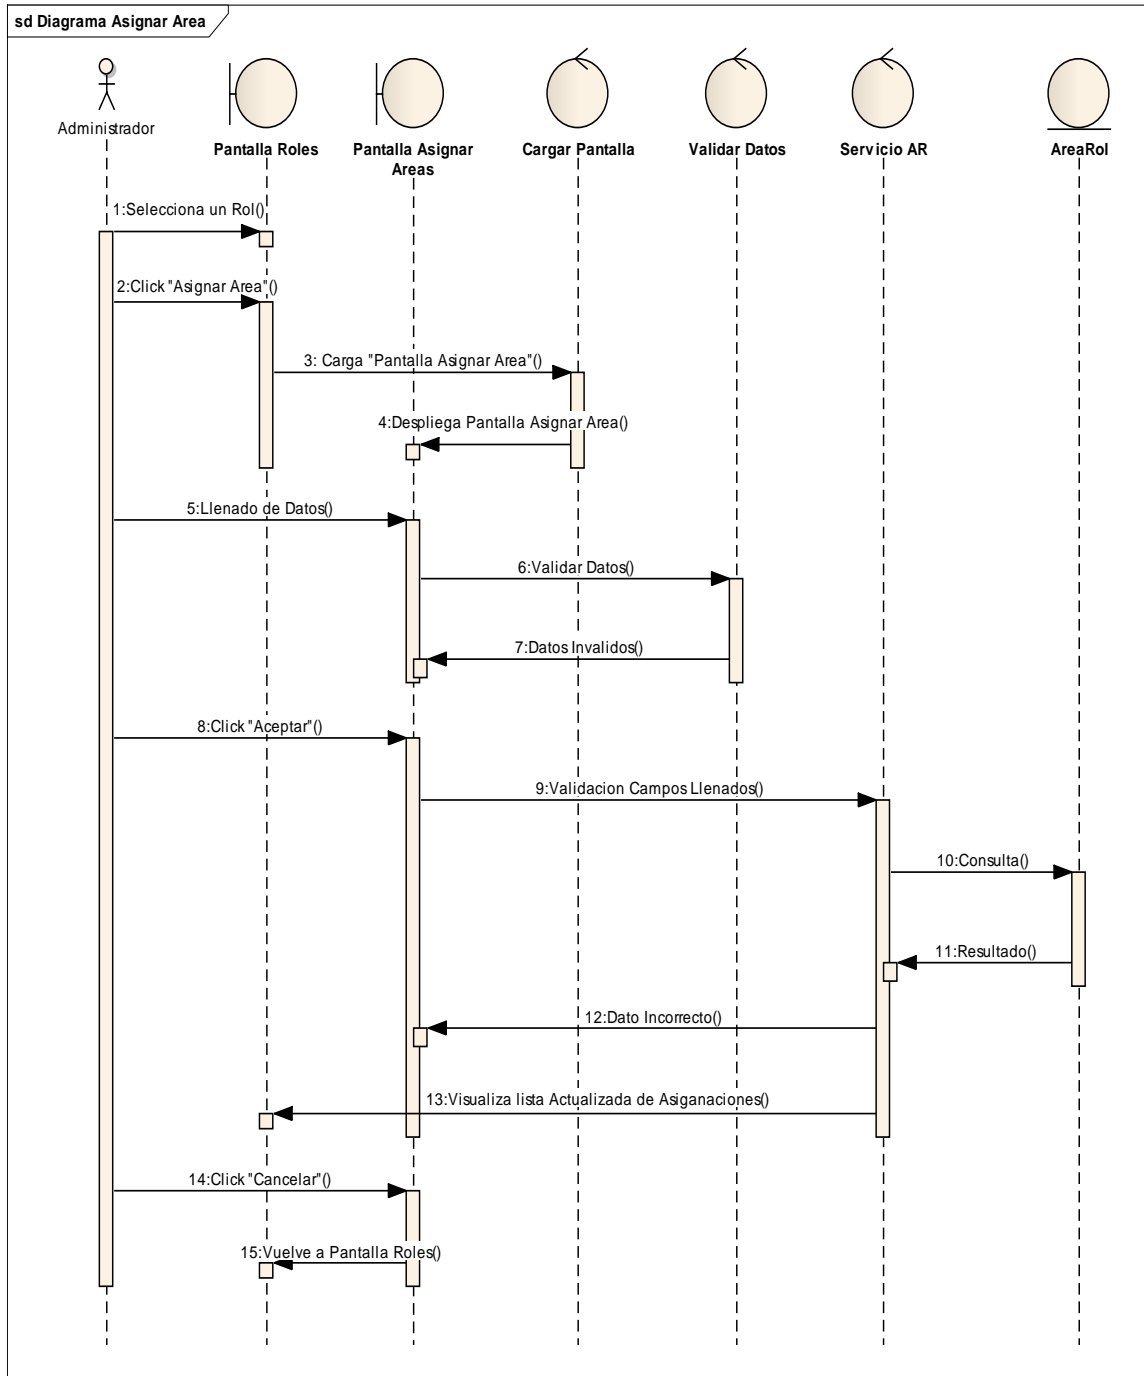 sd Diagrama Asignar Area
Administrador
Pantalla Roles
Pantalla Asignar
Areas
Cargar Pantalla
Validar Datos
Servicio AR
AreaRol
1:Selecciona un Rol()
2:Click "Asignar Area"()
3: Carga "Pantalla Asignar Area"()
4:Despliega Pantalla Asignar Area()
5:Llenado de Datos()
6:Validar Datos()
7:Datos Invalidos()
8:Click "Aceptar"()
9:Validacion Campos Llenados()
10:Consulta()
11:Resultado()
12:Dato Incorrecto()
13:Visualiza lista Actualizada de Asiganaciones()
14:Click "Cancelar"()
15:Vuelve a Pantalla Roles()